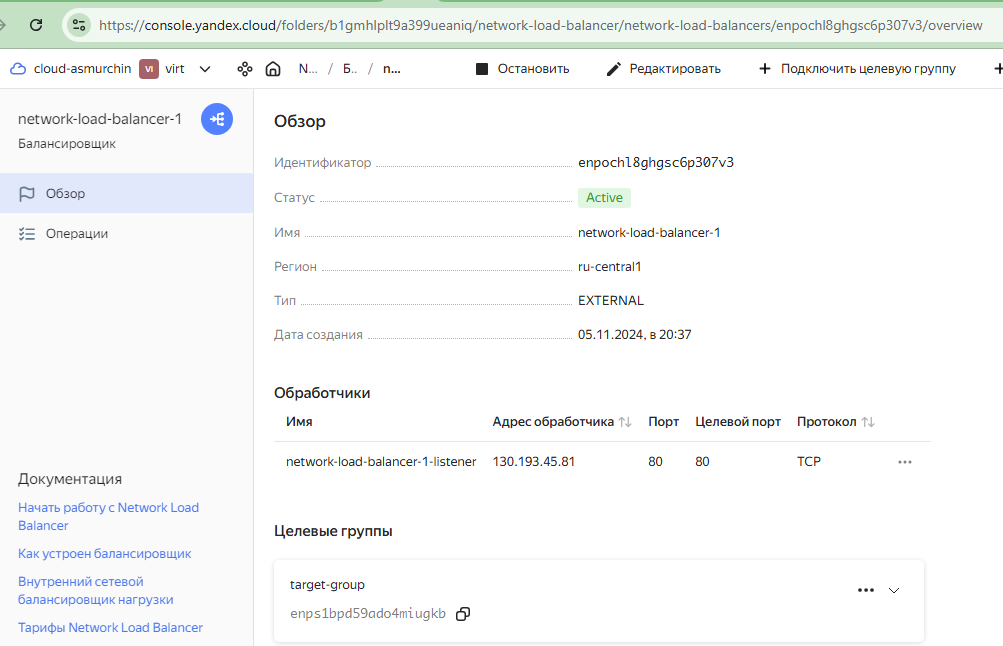 https://console.yandex.cloud/folders/b1gmhlplt9a399ueaniq/network-load-balancer/network-load-balancers/enpochl8ghgsc6p307v3/overview
cloud-asmurchin VI virt N... / Б.. / n... Остановить Редактировать + Подключить целевую группу +
network-load-balancer-1
Балансировщик
Обзор
Операции
Документация
Начать работу с Network Load
Balancer
Как устроен балансировщик
Внутренний сетевой
балансировщик нагрузки
Тарифы Network Load Balancer
Обзор
Идентификатор enpochl8ghgsc6p307v3
Статус Active
Имя network-load-balancer-1
Регион ru-central1
Тип EXTERNAL
Дата создания 05.11.2024, в 20:37
Обработчики
Имя Адрес обработчика Порт Целевой порт Протокол
network-load-balancer-1-listener 130.193.45.81 80 80 TCP
Целевые группы
target-group
enps1bpd59ado4miugkb